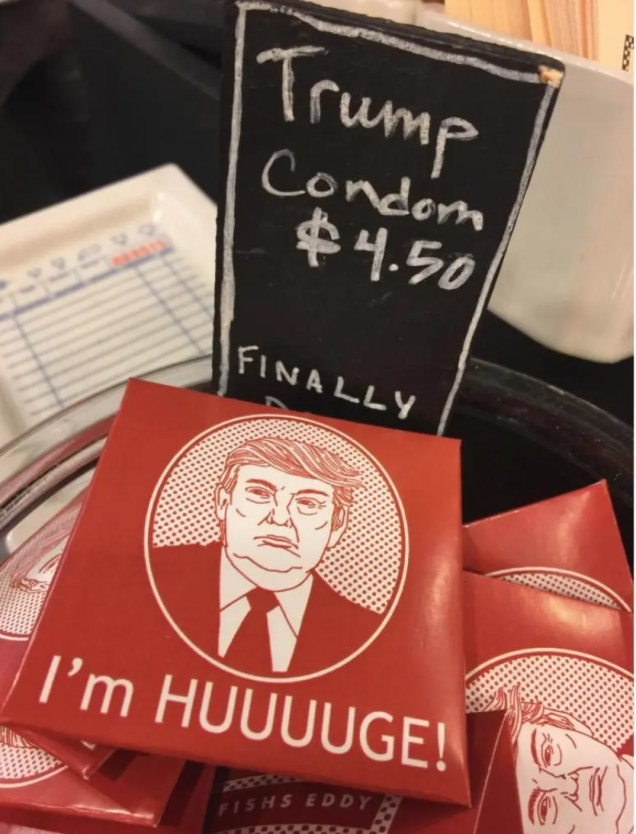 Trump
Condom
$4.50
FINALLY
I'm HUUUUGE!
FISHS EDDY